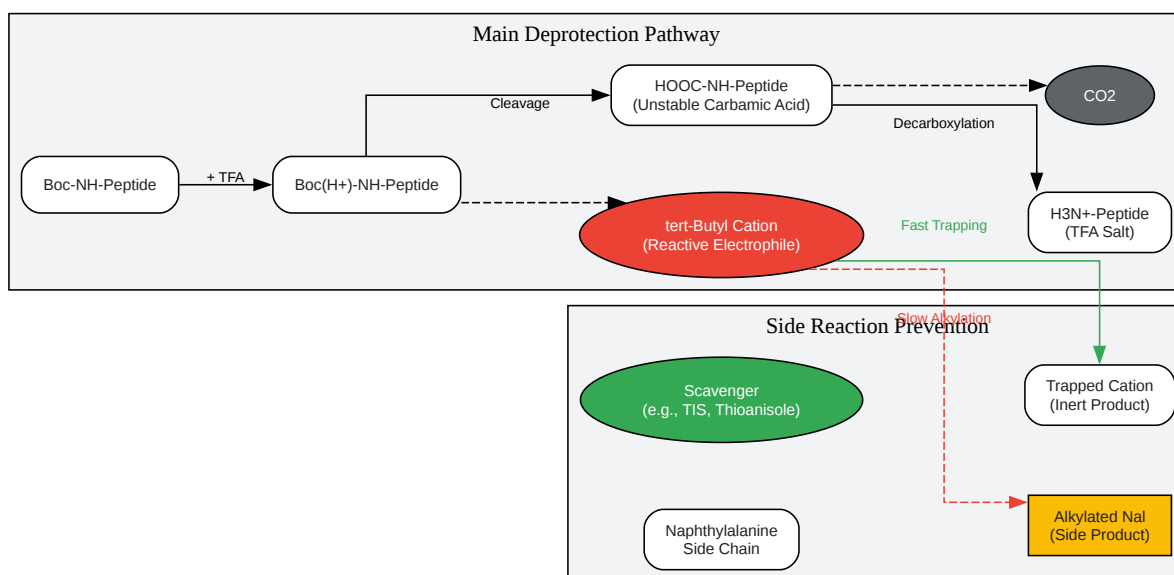 Main Deprotection Pathway
HOOC-NH-Peptide
(Unstable Carbamic Acid)
CO2
Cleavage
Decarboxylation
Boc-NH-Peptide
+ TFA
Boc(H+)-NH-Peptide
tert-Butyl Cation
(Reactive Electrophile)
Fast Trapping
H3N+-Peptide
(TFA Salt)
Slow Alkylation
Side Reaction Prevention
Scavenger
(e.g., TIS, Thioanisole)
Trapped Cation
(Inert Product)
Naphthylalanine
Side Chain
Alkylated Nal
(Side Product)